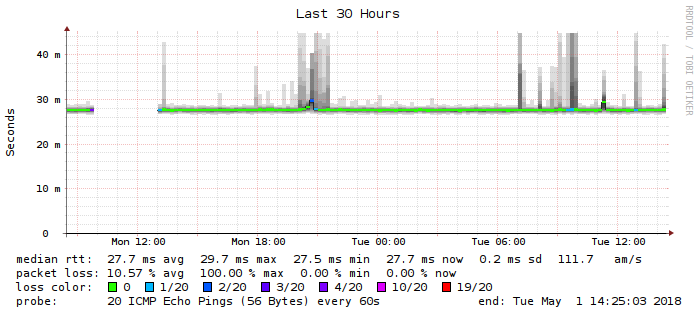 Last 30 Hours
RRDTOOL / TOBI OETIKER
Seconds
40 m
30 m
20 m
10 m
0
Mon 12:00 Mon 18:00 Tue 00:00 Tue 06:00 Tue 12:00
median rtt: 27.7 ms avg 29.7 ms max 27.5 ms min 27.7 ms now 0.2 ms sd 111.7 am/s
packet loss: 10.57 % avg 100.00 % max 0.00 % min 0.00 % now
loss color: 0 1/20 2/20 3/20 4/20 10/20 19/20
probe: 20 ICMP Echo Pings (56 Bytes) every 60s end: Tue May 1 14:25:03 2018